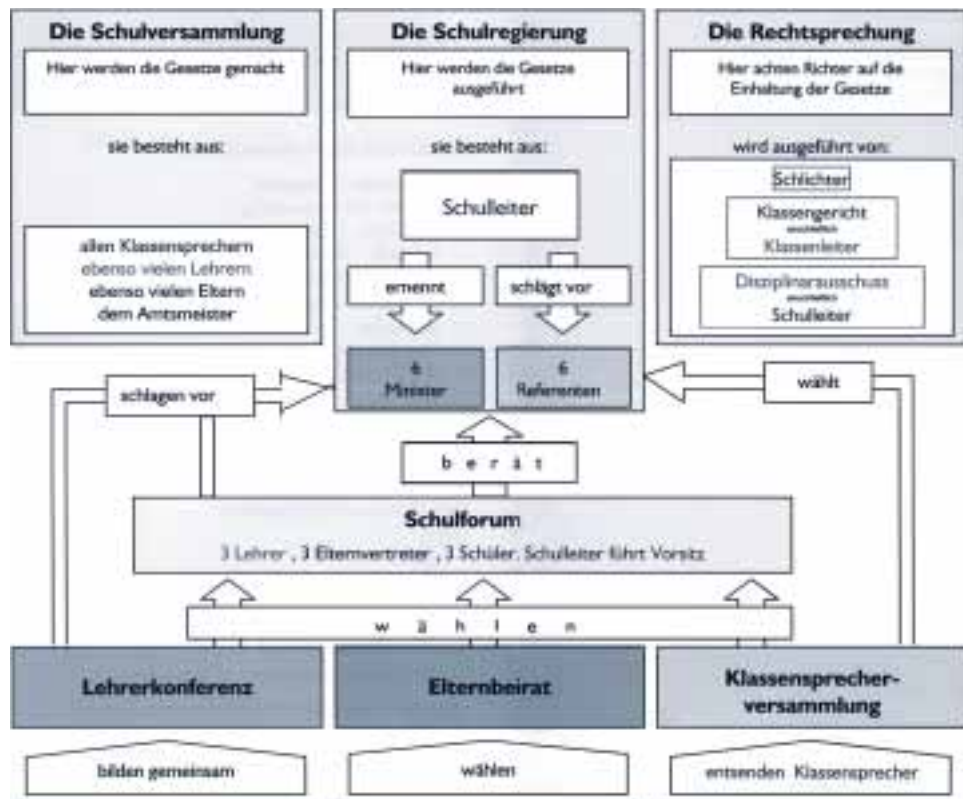 Die Schulversammlung
Hier werden die Gesetze gemacht
sie besteht aus:
allen Klassensprechern
ebenso vielen Lehrern
ebenso vielen Eltern
dem Amtsmeister
Die Schulregierung
Hier werden die Gesetze
ausgeführt
sie besteht aus:
Schulleiter
ernennt
schlägt vor
6
Minister
6
Referenten
Die Rechtsprechung
Hier achten Richter auf die
Einhaltung der Gesetze
wird ausgeführt von:
Schlichter
Klassengericht
Klassenleiter
Disziplinarausschuss
Schulleiter
schlagen vor
wählt
berät
Schulforum
3 Lehrer , 3 Elternvertreter , 3 Schüler, Schulleiter führt Vorsitz
wählen
Lehrerkonferenz
Elternbeirat
Klassensprecher-
versammlung
bilden gemeinsam
wählen
entsenden Klassensprecher